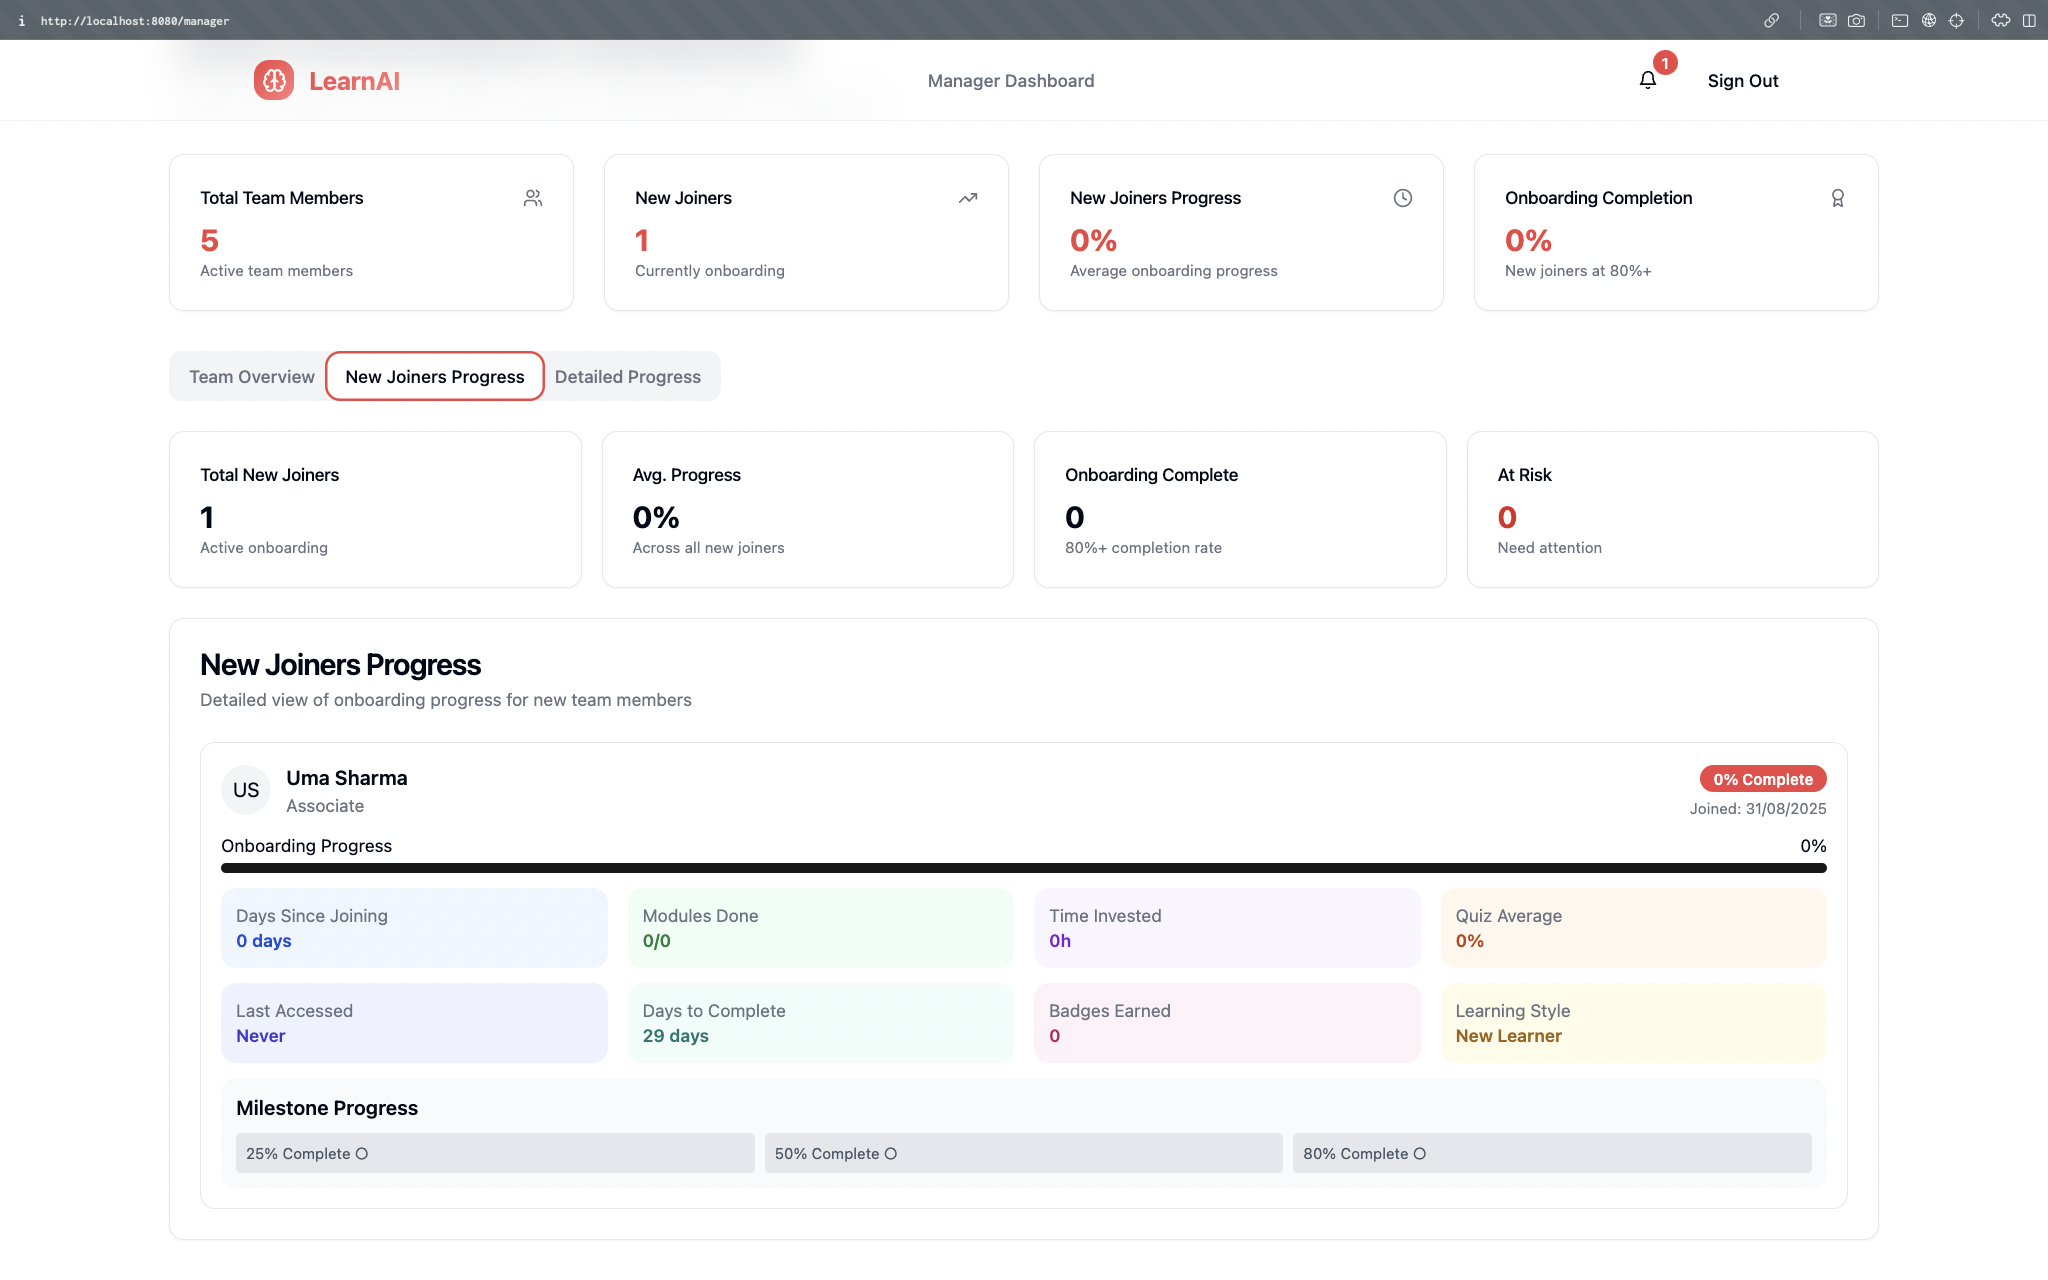 i http://localhost:8080/manager
LearnAI
Manager Dashboard
1
Sign Out
Total Team Members
5
Active team members
New Joiners
1
Currently onboarding
New Joiners Progress
0%
Average onboarding progress
Onboarding Completion
0%
New joiners at 80%+
Team Overview
New Joiners Progress
Detailed Progress
Total New Joiners
1
Active onboarding
Avg. Progress
0%
Across all new joiners
Onboarding Complete
0
80%+ completion rate
At Risk
0
Need attention
New Joiners Progress
Detailed view of onboarding progress for new team members
US
Uma Sharma
Associate
0% Complete
Joined: 31/08/2025
Onboarding Progress
0%
Days Since Joining
0 days
Modules Done
0/0
Time Invested
0h
Quiz Average
0%
Last Accessed
Never
Days to Complete
29 days
Badges Earned
0
Learning Style
New Learner
Milestone Progress
25% Complete ○
50% Complete ○
80% Complete ○